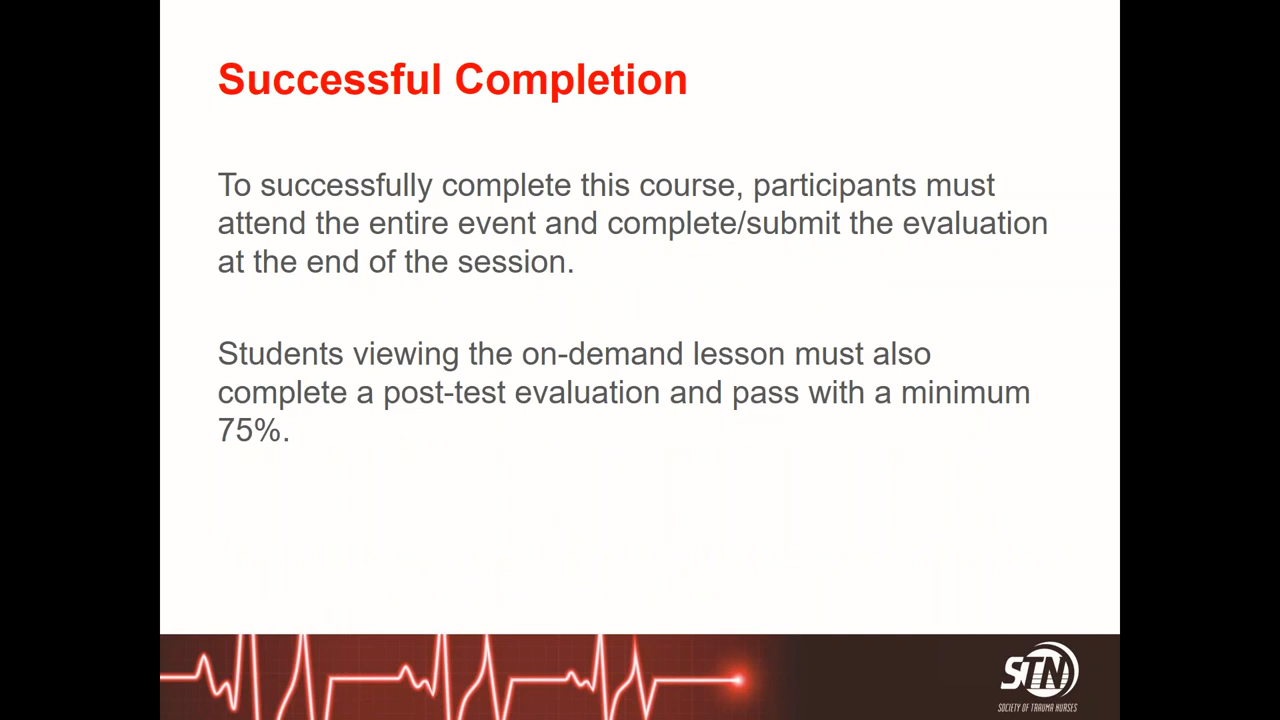 Successful Completion
To successfully complete this course, participants must
attend the entire event and complete/submit the evaluation
at the end of the session.
Students viewing the on-demand lesson must also
complete a post-test evaluation and pass with a minimum
75%.
STN
SOCIETY OF TRAUMA NURSES